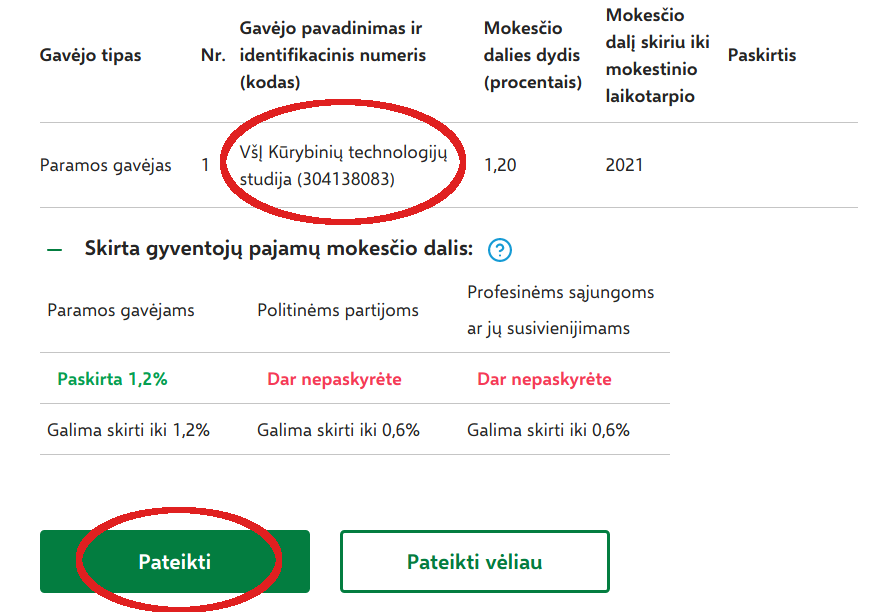 Gavėjo tipas
Nr.
Gavėjo pavadinimas ir
identifikacinis numeris
(kodas)
Mokesčio
dalies dydis
(procentais)
Mokesčio
dalį skiriu iki
mokestinio
laikotarpio
Paskirtis
Paramos gavėjas
1
VšĮ Kūrybinių technologijų
studija (304138083)
1,20
2021
– Skirta gyventojų pajamų mokesčio dalis: ?
Paramos gavėjams
Politinėms partijoms
Profesinėms sąjungoms
ar jų susivienijimams
Paskirta 1,2%
Dar nepaskyrėte
Dar nepaskyrėte
Galima skirti iki 1,2%
Galima skirti iki 0,6%
Galima skirti iki 0,6%
Pateikti
Pateikti vėliau